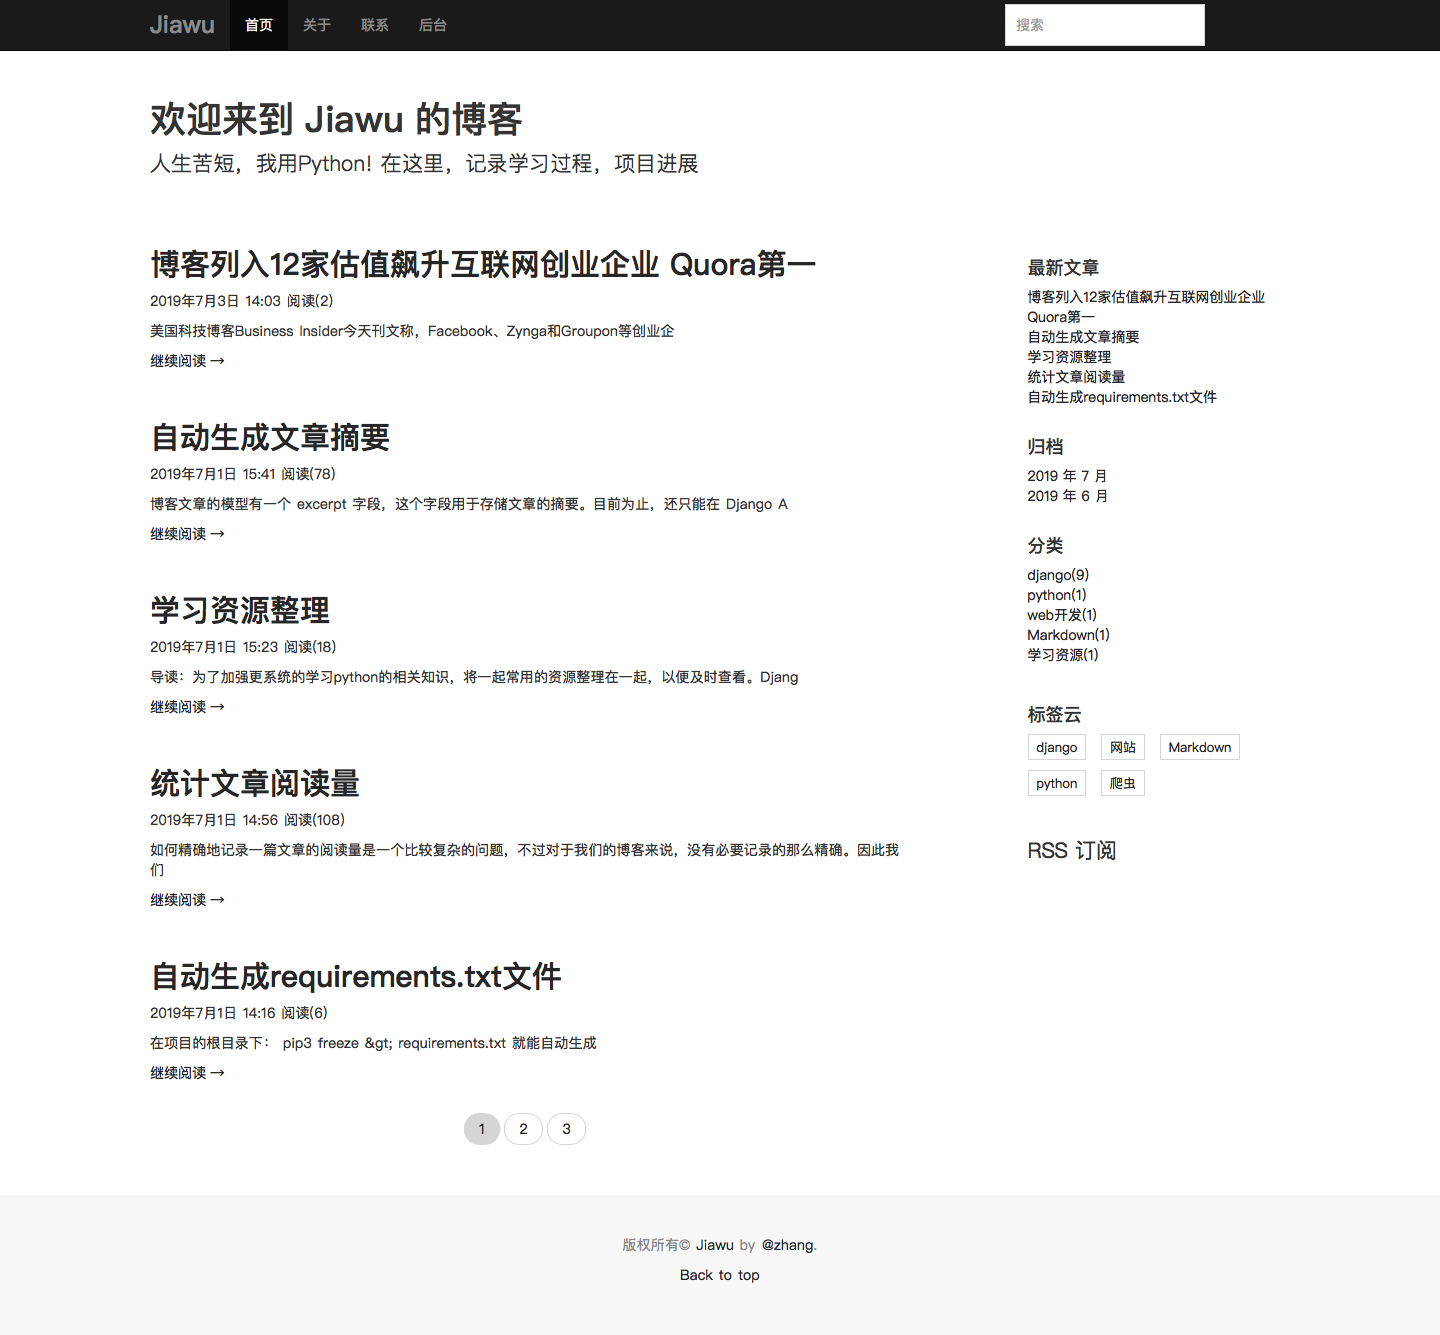 Jiawu 首页 关于 联系 后台 搜索
欢迎来到 Jiawu 的博客
人生苦短，我用Python! 在这里，记录学习过程，项目进展
博客列入12家估值飙升互联网创业企业 Quora第一
2019年7月3日 14:03 阅读(2)
美国科技博客Business Insider今天刊文称，Facebook、Zynga和Groupon等创业企
继续阅读 →
自动生成文章摘要
2019年7月1日 15:41 阅读(78)
博客文章的模型有一个 excerpt 字段，这个字段用于存储文章的摘要。目前为止，还只能在 Django A
继续阅读 →
学习资源整理
2019年7月1日 15:23 阅读(18)
导读：为了加强更系统的学习python的相关知识，将一起常用的资源整理在一起，以便及时查看。Djang
继续阅读 →
统计文章阅读量
2019年7月1日 14:56 阅读(108)
如何精确地记录一篇文章的阅读量是一个比较复杂的问题，不过对于我们的博客来说，没有必要记录的那么精确。因此我
们
继续阅读 →
自动生成requirements.txt文件
2019年7月1日 14:16 阅读(6)
在项目的根目录下： pip3 freeze &gt; requirements.txt 就能自动生成
继续阅读 →
1 2 3
最新文章
博客列入12家估值飙升互联网创业企业
Quora第一
自动生成文章摘要
学习资源整理
统计文章阅读量
自动生成requirements.txt文件
归档
2019 年 7 月
2019 年 6 月
分类
django(9)
python(1)
web开发(1)
Markdown(1)
学习资源(1)
标签云
django 网站 Markdown
python 爬虫
RSS 订阅
版权所有© Jiawu by @zhang.
Back to top